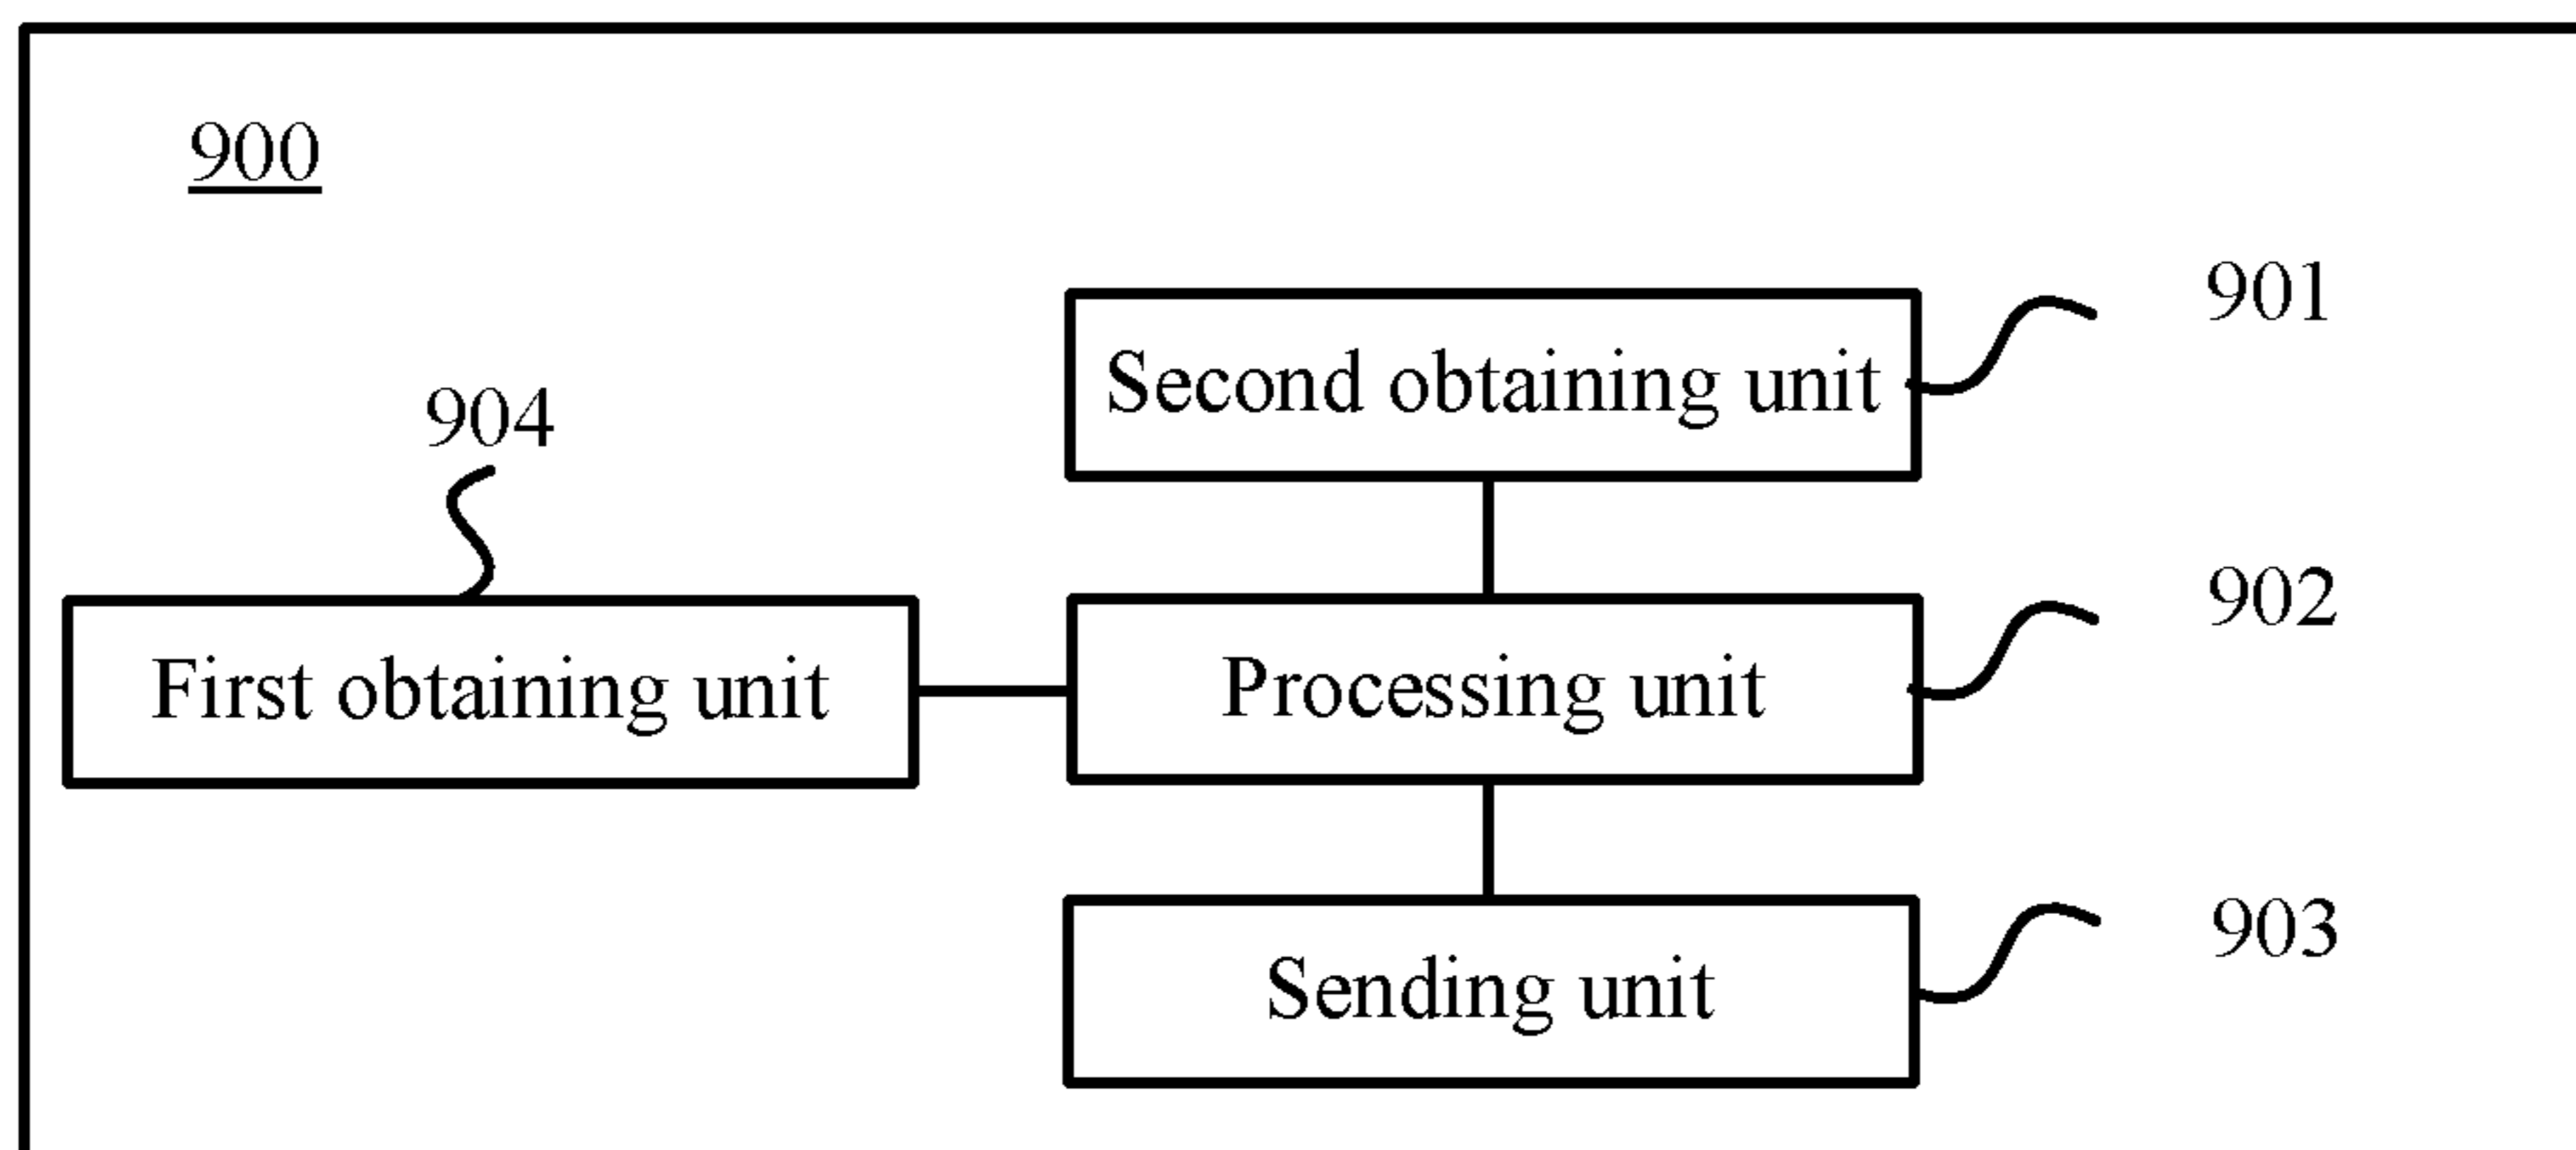 900
901
Second obtaining unit
904
902
First obtaining unit
Processing unit
903
Sending unit